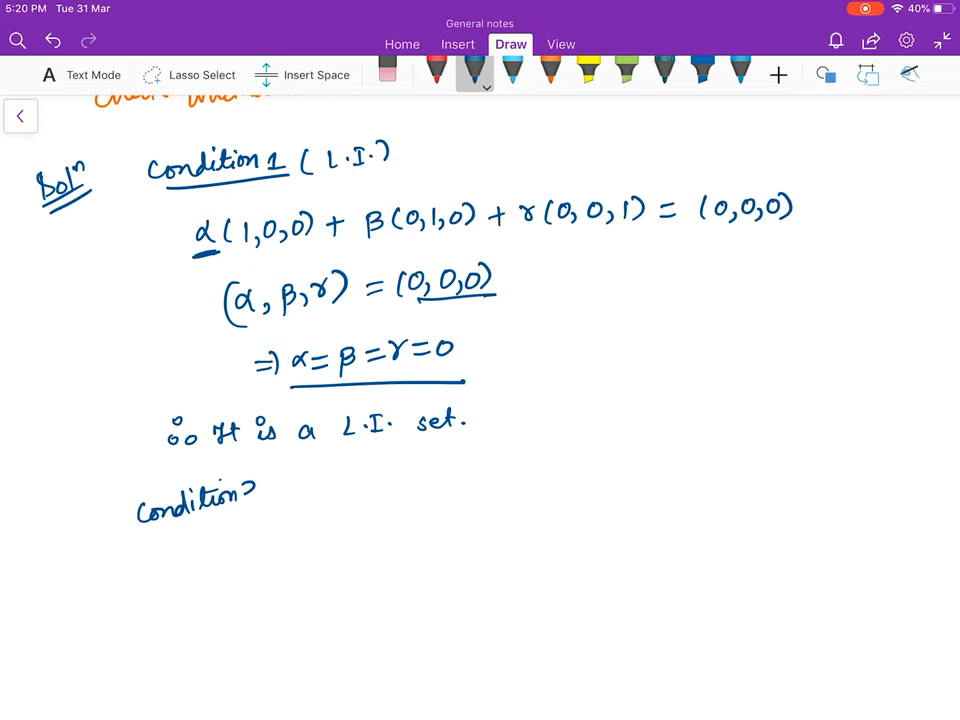 5:20 PM Tue 31 Mar
40%
General notes
Home Insert Draw View
A Text Mode Lasso Select Insert Space
Solⁿ Condition 1 (L.I.)
α(1,0,0) + β(0,1,0) + γ(0,0,1) = (0,0,0)
(α, β, γ) = (0,0,0)
⇒ α = β = γ = 0
∴ It is a L.I. set.
Condition